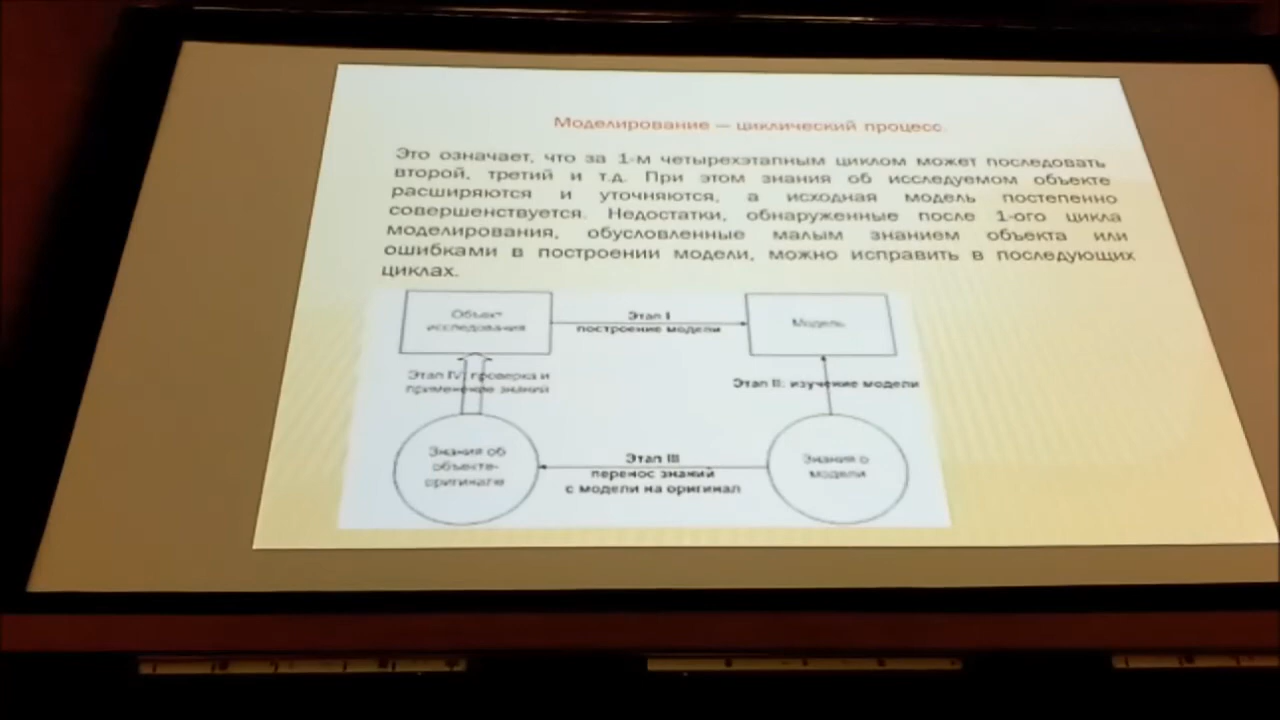 Моделирование — циклический процесс.
Это означает, что за 1-м четырехэтапным циклом может последовать
второй, третий и т.д. При этом знания об исследуемом объекте
расширяются и уточняются, а исходная модель постепенно
совершенствуется. Недостатки, обнаруженные после 1-ого цикла
моделирования, обусловленные малым знанием объекта или
ошибками в построении модели, можно исправить в последующих
циклах.
Объект
исследования
Этап I
построение модели
Модель
Этап IV: проверка и
применение знаний
Этап II: изучение модели
Знания об
объекте-
оригинале
Этап III
перенос знаний
с модели на оригинал
Знания о
модели